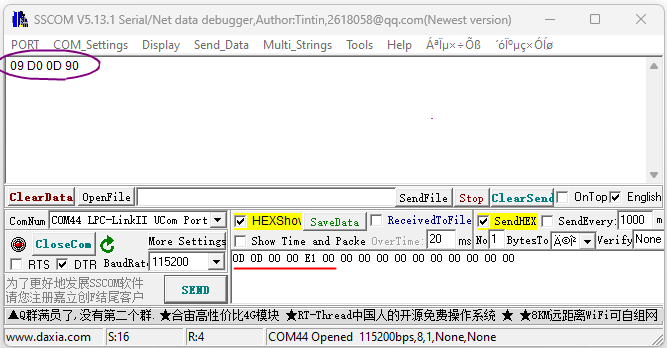 SSCOM V5.13.1 Serial/Net data debugger,Author:Tintin,2618058@qq.com(Newest version)
PORT COM_Settings Display Send_Data Multi_Strings Tools Help ÁªÏµ×÷Õß ´óÏºµç×ÓÍø
09 D0 0D 90
ClearData OpenFile SendFile Stop ClearSend OnTop English
ComNum COM44 LPC-LinkII UCom Port HEXShow SaveData ReceivedToFile SendHEX SendEvery: 1000 m
CloseCom More Settings Show Time and Packe OverTime: 20 ms No 1 BytesTo Verify None
RTS DTR BaudRat 115200 0D 0D 00 00 E1 00 00 00 00 00 00 00 00 00 00 00
为了更好地发展SSCOM软件
请您注册嘉立创F结尾客户
SEND
▲Q群满员了,没有第二个群. ★合宙高性价比4G模块 ★RT-Thread中国人的开源免费操作系统 ★ ★8KM远距离WiFi可自组网
www.daxia.com S:16 R:4 COM44 Opened 115200bps,8,1,None,None